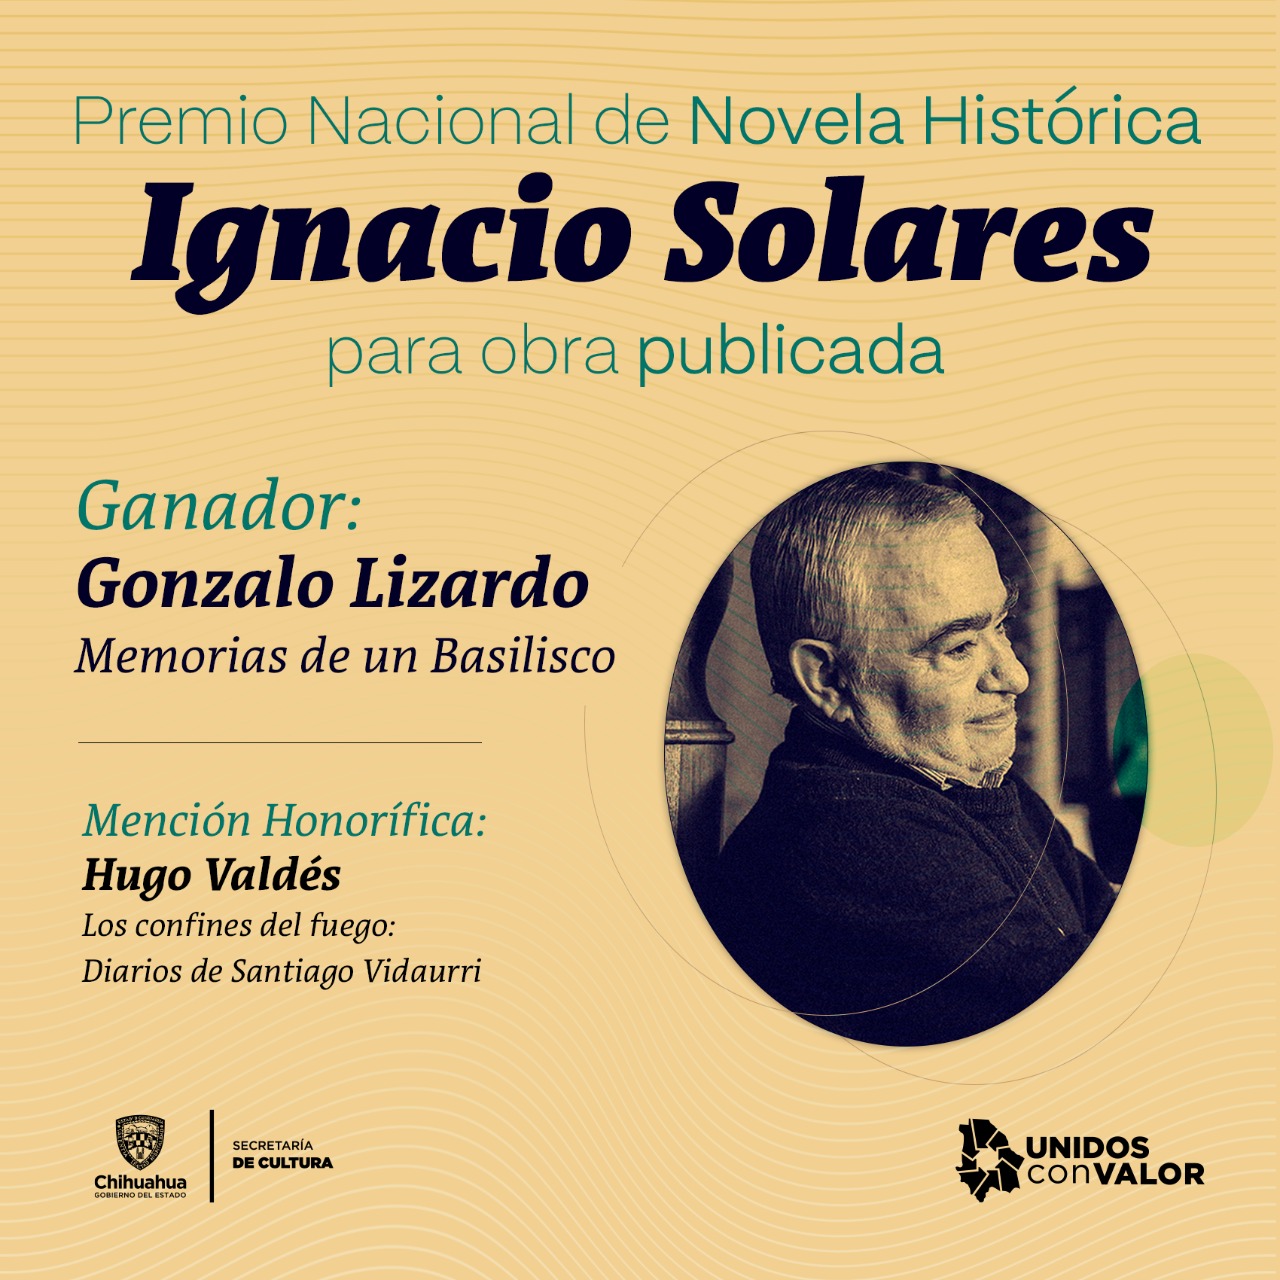 Premio Nacional de Novela Histórica
Ignacio Solares
para obra publicada
Ganador:
Gonzalo Lizardo
Memorias de un Basilisco
Mención Honorífica:
Hugo Valdés
Los confines del fuego:
Diarios de Santiago Vidaurri
Chihuahua
GOBIERNO DEL ESTADO
SECRETARÍA
DE CULTURA
UNIDOS
conVALOR